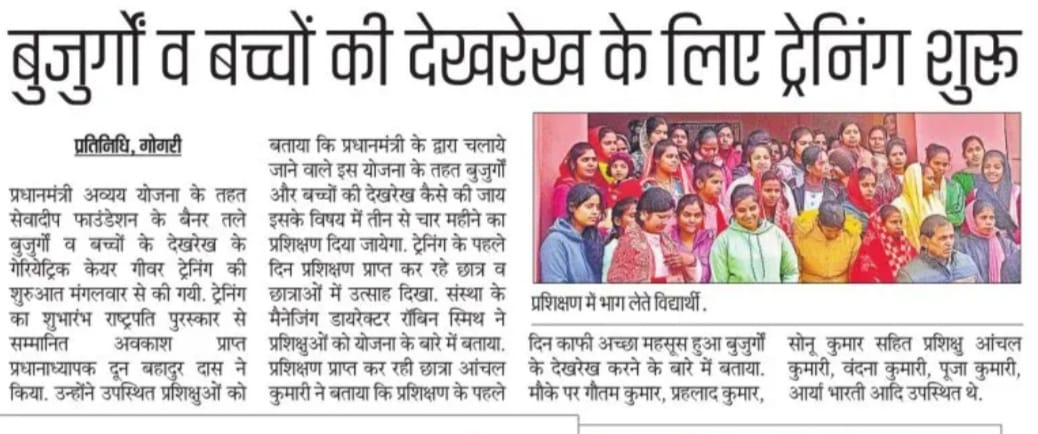 बुजुर्गों व बच्चों की देखरेख के लिए ट्रेनिंग शुरू
प्रतिनिधि, गोगरी
प्रधानमंत्री अव्यय योजना के तहत
सेवादीप फाउंडेशन के बैनर तले
बुजुर्गों व बच्चों के देखरेख के
गेरियेट्रिक केयर गीवर ट्रेनिंग की
शुरुआत मंगलवार से की गयी. ट्रेनिंग
का शुभारंभ राष्ट्रपति पुरस्कार से
सम्मानित अवकाश प्राप्त
प्रधानाध्यापक दून बहादुर दास ने
किया. उन्होंने उपस्थित प्रशिक्षुओं को
बताया कि प्रधानमंत्री के द्वारा चलाये
जाने वाले इस योजना के तहत बुजुर्गों
और बच्चों की देखरेख कैसे की जाय
इसके विषय में तीन से चार महीने का
प्रशिक्षण दिया जायेगा. ट्रेनिंग के पहले
दिन प्रशिक्षण प्राप्त कर रहे छात्र व
छात्राओं में उत्साह दिखा. संस्था के
मैनेजिंग डायरेक्टर रॉबिन स्मिथ ने
प्रशिक्षुओं को योजना के बारे में बताया.
प्रशिक्षण प्राप्त कर रही छात्रा आंचल
कुमारी ने बताया कि प्रशिक्षण के पहले
प्रशिक्षण में भाग लेते विद्यार्थी.
दिन काफी अच्छा महसूस हुआ बुजुर्गों
के देखरेख करने के बारे में बताया.
मौके पर गौतम कुमार, प्रहलाद कुमार,
सोनू कुमार सहित प्रशिक्षु आंचल
कुमारी, वंदना कुमारी, पूजा कुमारी,
आर्या भारती आदि उपस्थित थे.